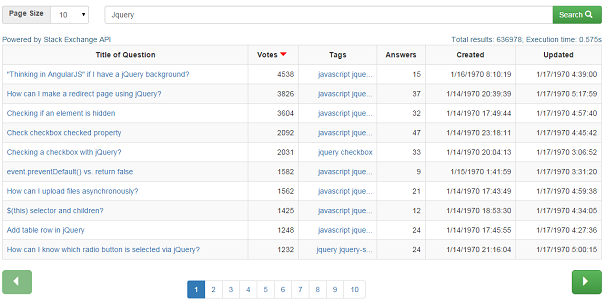 Page Size 10 Jquery Search
Powered by Stack Exchange API Total results: 636978; Execution time: 0.575s
Title of Question Votes Tags Answers Created Updated
"Thinking in AngularJS" if I have a jQuery background? 4538 javascript jque... 15 1/16/1970 8:10:19 1/17/1970 4:39:00
How can I make a redirect page using jQuery? 3826 javascript jque... 37 1/14/1970 20:39:39 1/17/1970 5:17:59
Checking if an element is hidden 3604 javascript jque... 32 1/14/1970 17:49:44 1/17/1970 4:57:40
Check checkbox checked property 2092 javascript jque... 47 1/14/1970 23:18:11 1/17/1970 4:45:42
Checking a checkbox with jQuery? 2031 jquery checkbox 33 1/14/1970 20:04:13 1/17/1970 3:06:52
event.preventDefault() vs. return false 1582 javascript jque... 9 1/15/1970 1:41:59 1/17/1970 3:31:20
How can I upload files asynchronously? 1562 javascript jque... 21 1/14/1970 17:43:49 1/17/1970 4:59:38
$(this) selector and children? 1425 javascript jque... 12 1/14/1970 18:53:30 1/17/1970 4:34:05
Add table row in jQuery 1248 javascript jque... 24 1/14/1970 17:45:55 1/17/1970 4:27:36
How can I know which radio button is selected via jQuery? 1232 jquery jquery-s... 24 1/14/1970 21:16:04 1/17/1970 5:00:15
1 2 3 4 5 6 7 8 9 10